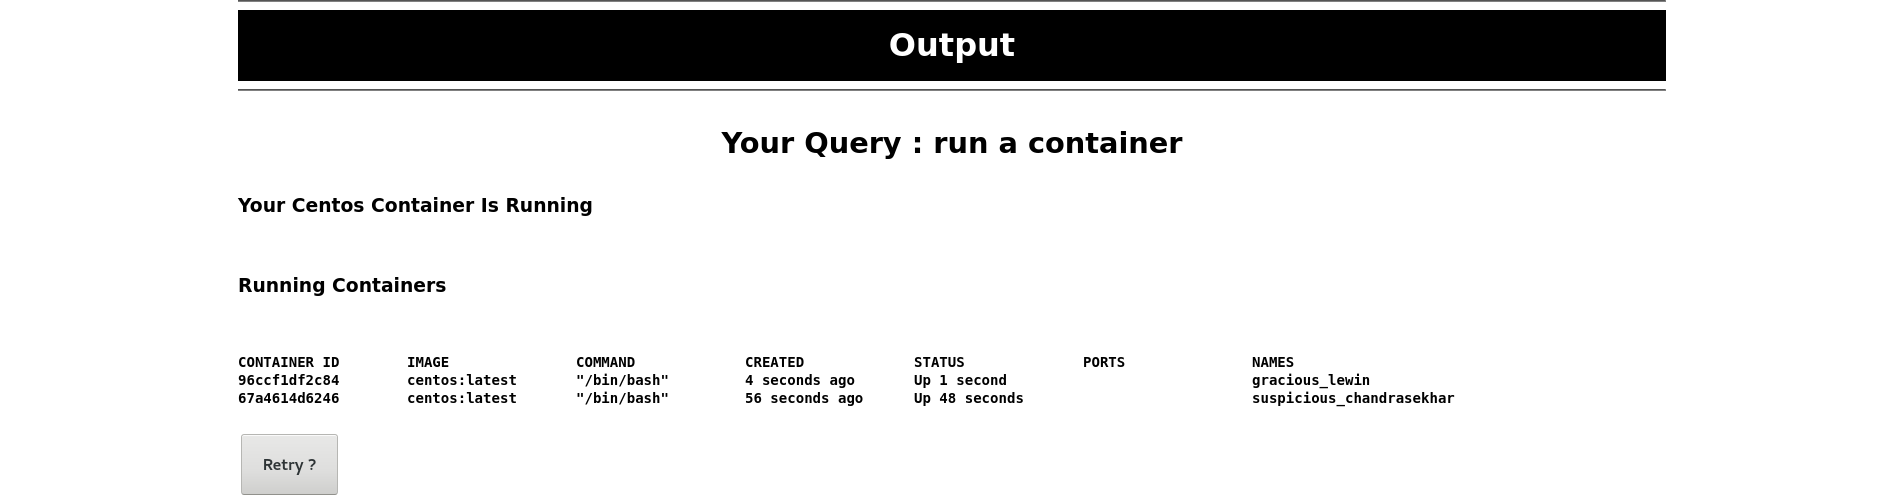 Output
Your Query : run a container
Your Centos Container Is Running
Running Containers
CONTAINER ID IMAGE COMMAND CREATED STATUS PORTS NAMES
96ccf1df2c84 centos:latest "/bin/bash" 4 seconds ago Up 1 second gracious_lewin
67a4614d6246 centos:latest "/bin/bash" 56 seconds ago Up 48 seconds suspicious_chandrasekhar
Retry ?